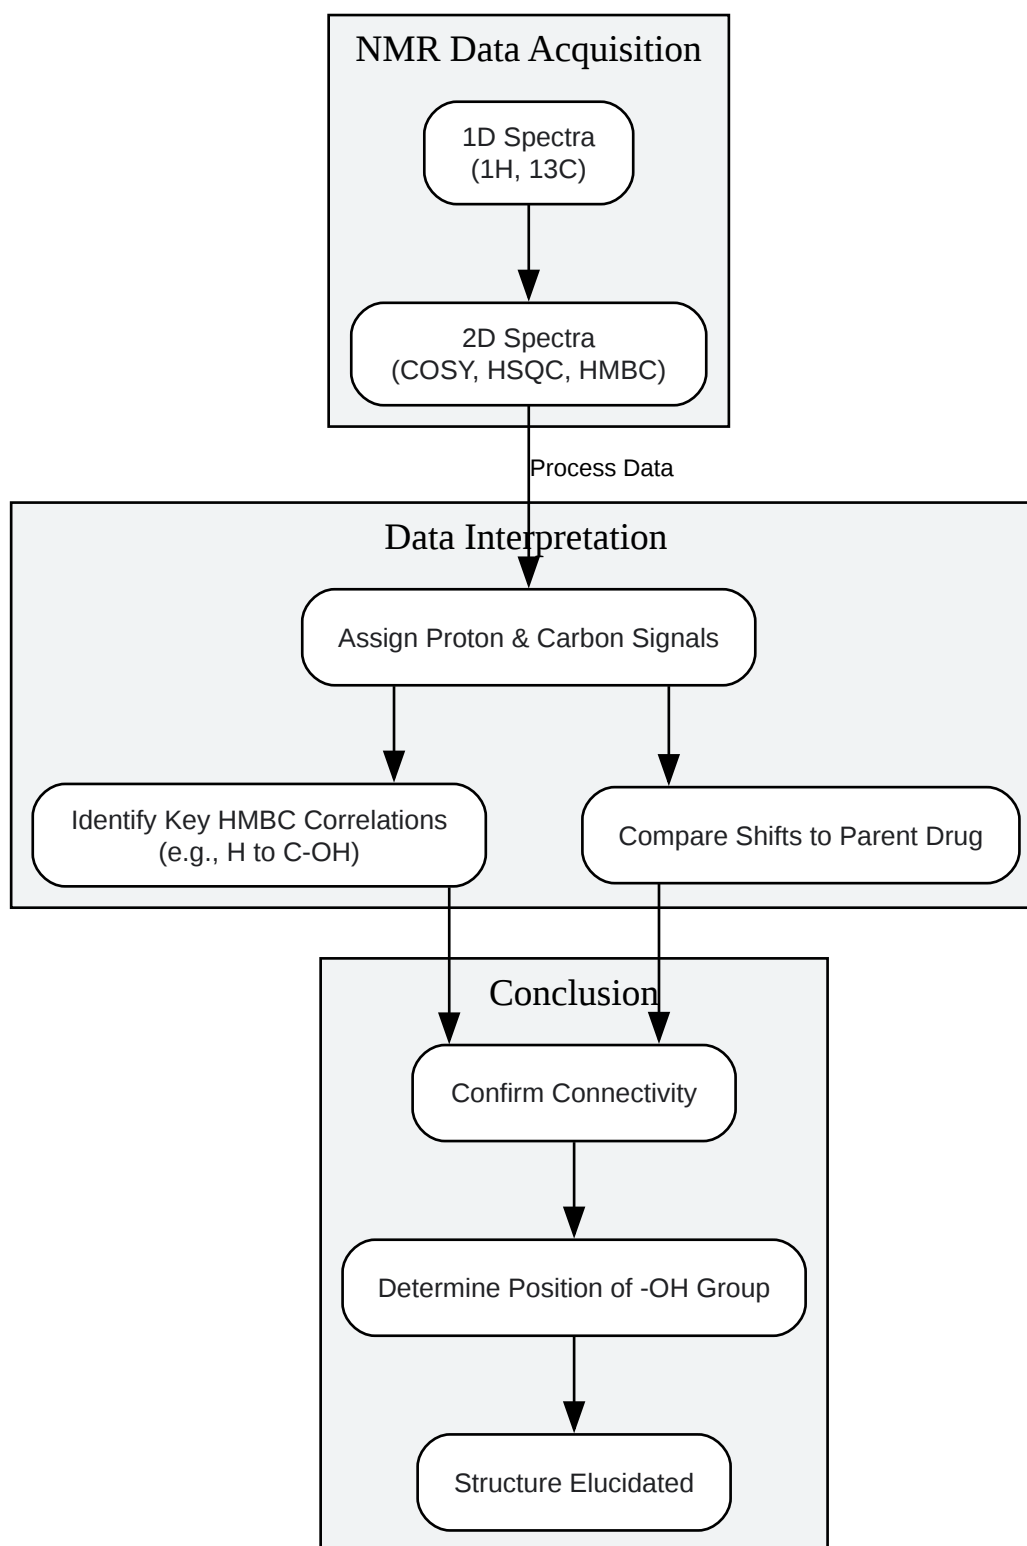 NMR Data Acquisition
1D Spectra
(1H, 13C)
2D Spectra
(COSY, HSQC, HMBC)
Process Data
Data Interpretation
Assign Proton & Carbon Signals
Identify Key HMBC Correlations
(e.g., H to C-OH)
Compare Shifts to Parent Drug
Conclusion
Confirm Connectivity
Determine Position of -OH Group
Structure Elucidated